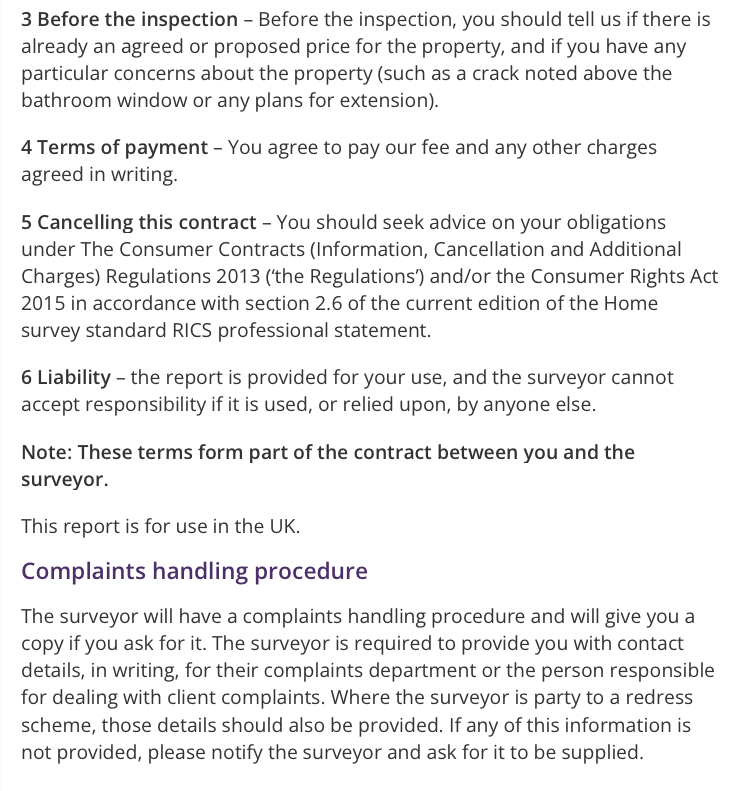 3 Before the inspection – Before the inspection, you should tell us if there is
already an agreed or proposed price for the property, and if you have any
particular concerns about the property (such as a crack noted above the
bathroom window or any plans for extension).
4 Terms of payment – You agree to pay our fee and any other charges
agreed in writing.
5 Cancelling this contract – You should seek advice on your obligations
under The Consumer Contracts (Information, Cancellation and Additional
Charges) Regulations 2013 (‘the Regulations’) and/or the Consumer Rights Act
2015 in accordance with section 2.6 of the current edition of the Home
survey standard RICS professional statement.
6 Liability – the report is provided for your use, and the surveyor cannot
accept responsibility if it is used, or relied upon, by anyone else.
Note: These terms form part of the contract between you and the
surveyor.
This report is for use in the UK.
Complaints handling procedure
The surveyor will have a complaints handling procedure and will give you a
copy if you ask for it. The surveyor is required to provide you with contact
details, in writing, for their complaints department or the person responsible
for dealing with client complaints. Where the surveyor is party to a redress
scheme, those details should also be provided. If any of this information is
not provided, please notify the surveyor and ask for it to be supplied.